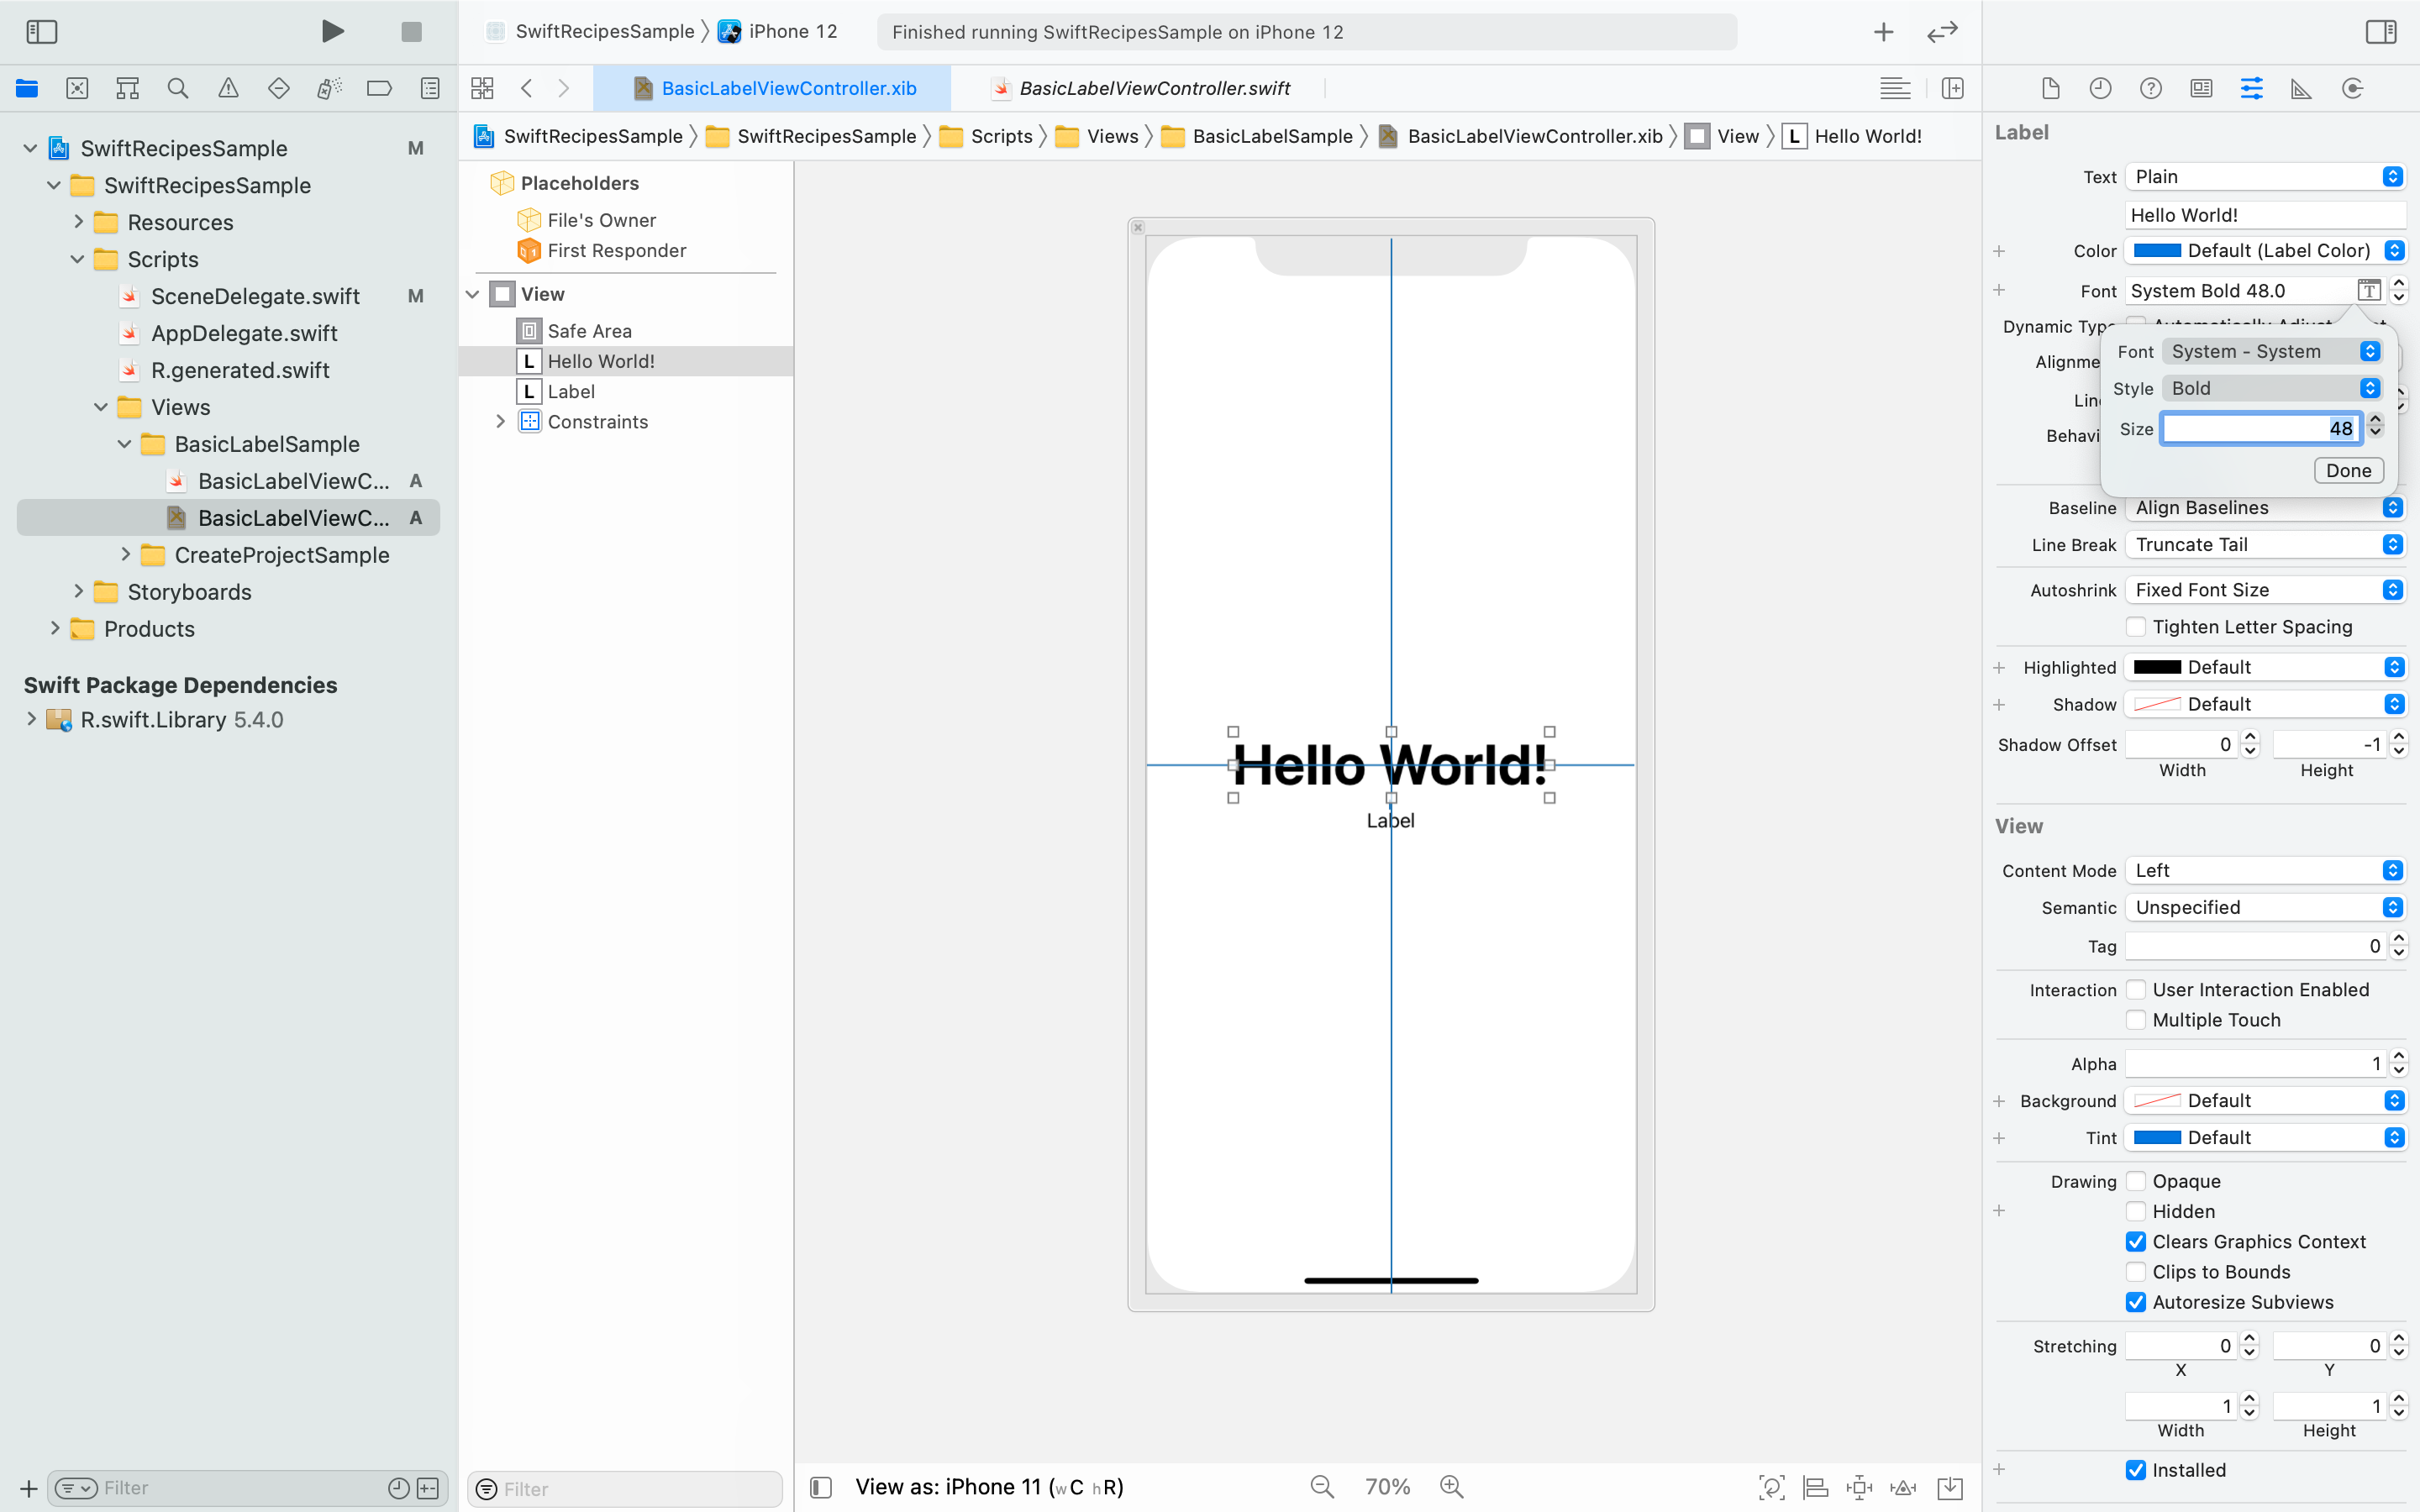 SwiftRecipesSample 〉 iPhone 12
Finished running SwiftRecipesSample on iPhone 12
BasicLabelViewController.xib
BasicLabelViewController.swift
SwiftRecipesSample 〉 SwiftRecipesSample 〉 Scripts 〉 Views 〉 BasicLabelSample 〉 BasicLabelViewController.xib 〉 View 〉 L Hello World!
SwiftRecipesSample M
SwiftRecipesSample
Resources
Scripts
SceneDelegate.swift M
AppDelegate.swift
R.generated.swift
Views
BasicLabelSample
BasicLabelViewC... A
BasicLabelViewC... A
CreateProjectSample
Storyboards
Products
Swift Package Dependencies
R.swift.Library 5.4.0
Filter
Placeholders
File's Owner
First Responder
View
Safe Area
L Hello World!
L Label
Constraints
Filter
Hello World!
Label
View as: iPhone 11 (wC hR)
70%
Label
Text Plain
Hello World!
Color Default (Label Color)
Font System Bold 48.0
T
Dynamic Type
Font System - System
Style Bold
Size 48
Done
Baseline Align Baselines
Line Break Truncate Tail
Autoshrink Fixed Font Size
Tighten Letter Spacing
Highlighted Default
Shadow Default
Shadow Offset 0 -1
Width Height
View
Content Mode Left
Semantic Unspecified
Tag 0
Interaction User Interaction Enabled
Multiple Touch
Alpha 1
Background Default
Tint Default
Drawing Opaque
Hidden
Clears Graphics Context
Clips to Bounds
Autoresize Subviews
Stretching 0 0
X Y
1 1
Width Height
Installed